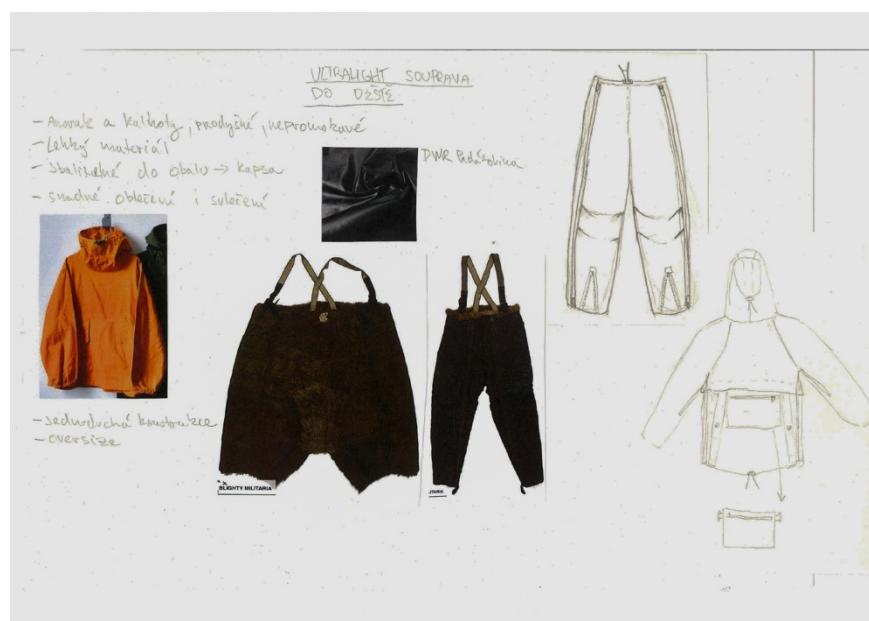 ULTRALIGHT SOUPRAVA
DO DEŠTĚ
- Anorak a kalhoty, prodyšné, nepromokavé
- Lehký materiál
- Sbalitelné do obalu → kapsa
- snadné oblečení i svlečení
DWR Padákovina
- Jednoduchá konstrukce
- oversize
BLIGHTY MILITARIA